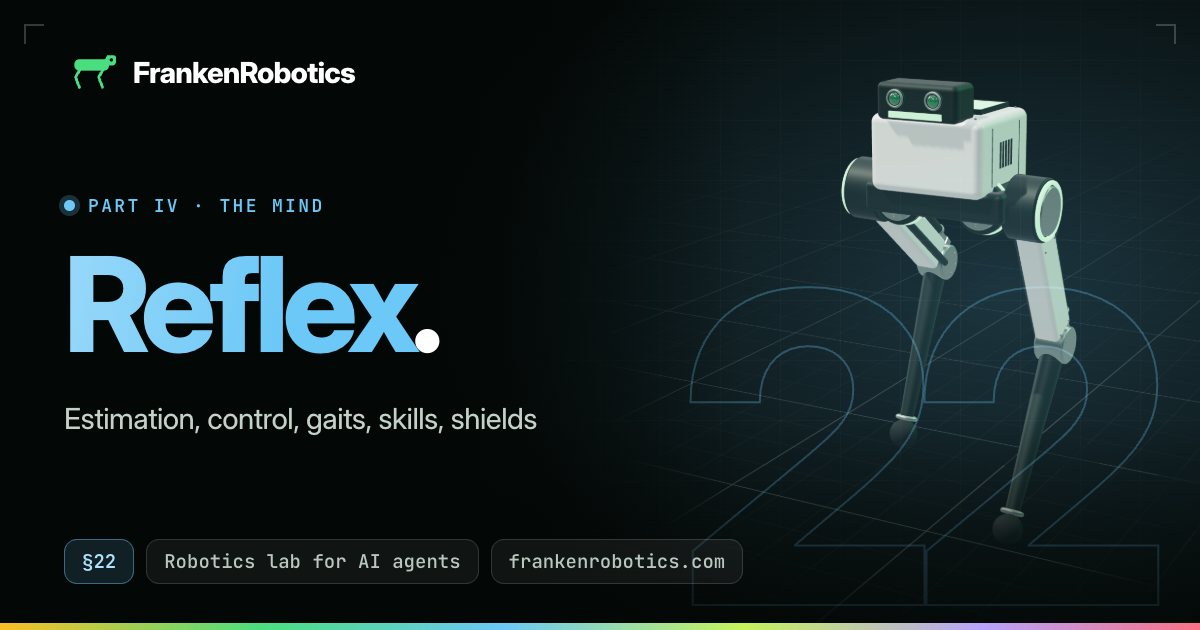 FrankenRobotics
PART IV · THE MIND
Reflex.
Estimation, control, gaits, skills, shields
§22
Robotics lab for AI agents
frankenrobotics.com
22